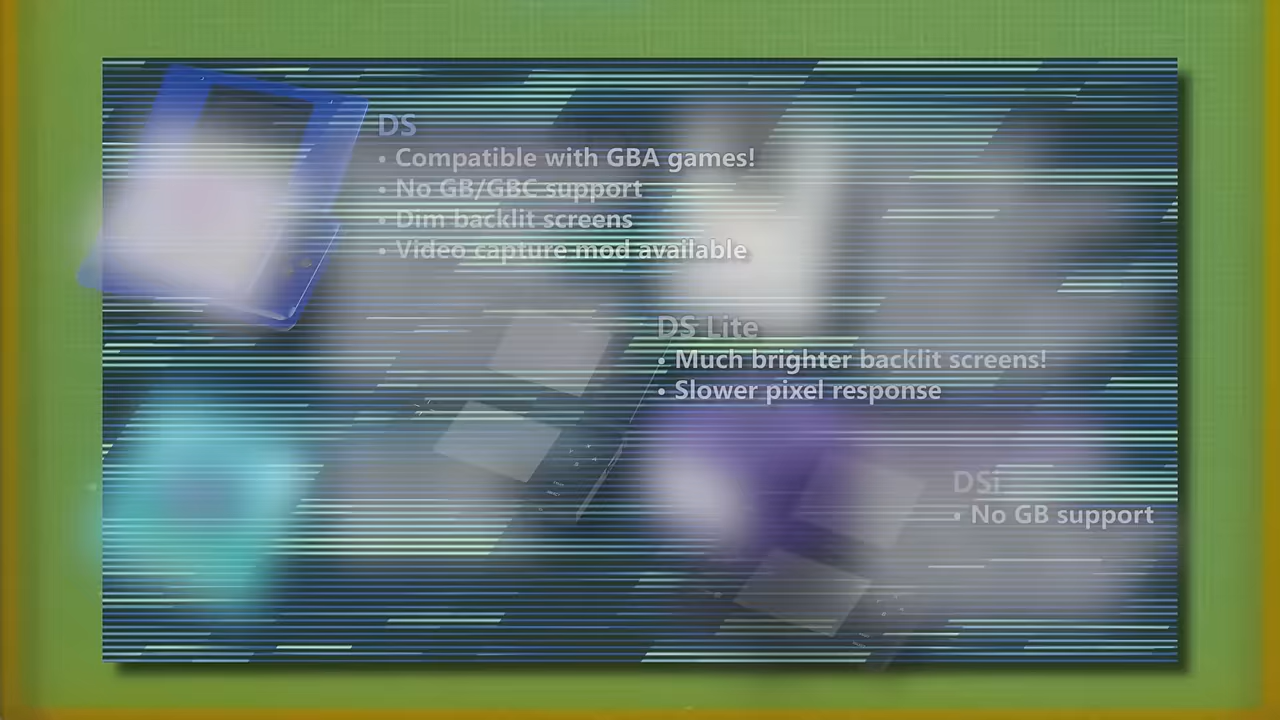 DS
• Compatible with GBA games!
• No GB/GBC support
• Dim backlit screens
• Video capture mod available
DS Lite
• Much brighter backlit screens!
• Slower pixel response
DSi
• No GB support